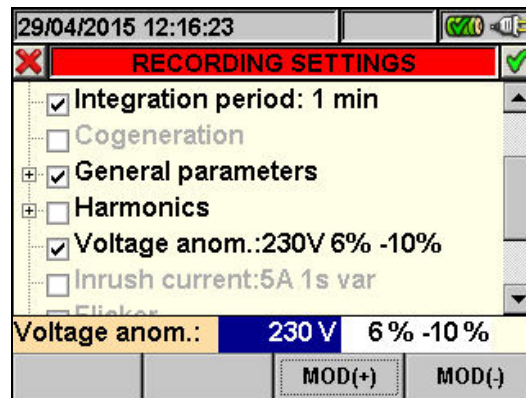 29/04/2015 12:16:23
RECORDING SETTINGS
Integration period: 1 min
Cogeneration
General parameters
Harmonics
Voltage anom.:230V 6% -10%
Inrush current:5A 1s var
Flicker
Voltage anom.: 230 V 6 % -10 %
MOD(+) MOD(-)